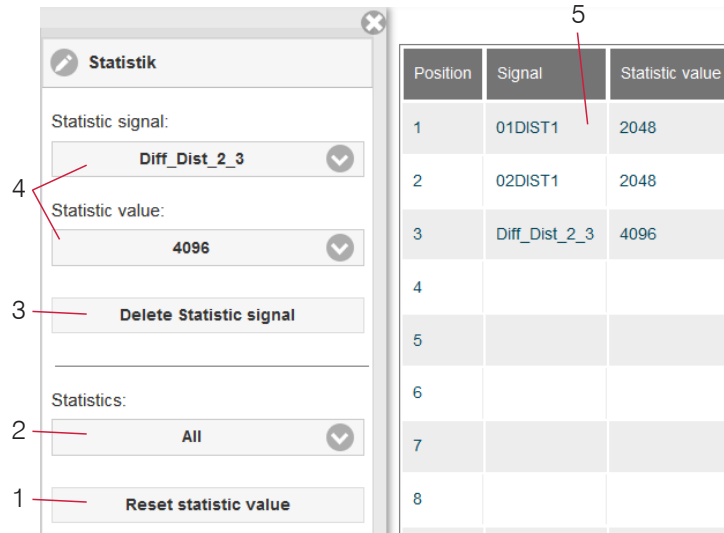 5
Statistik
Statistic signal:
Diff_Dist_2_3
4
Statistic value:
4096
3
Delete Statistic signal
Statistics:
2
All
1
Reset statistic value
Position Signal Statistic value
1 01DIST1 2048
2 02DIST1 2048
3 Diff_Dist_2_3 4096
4
5
6
7
8